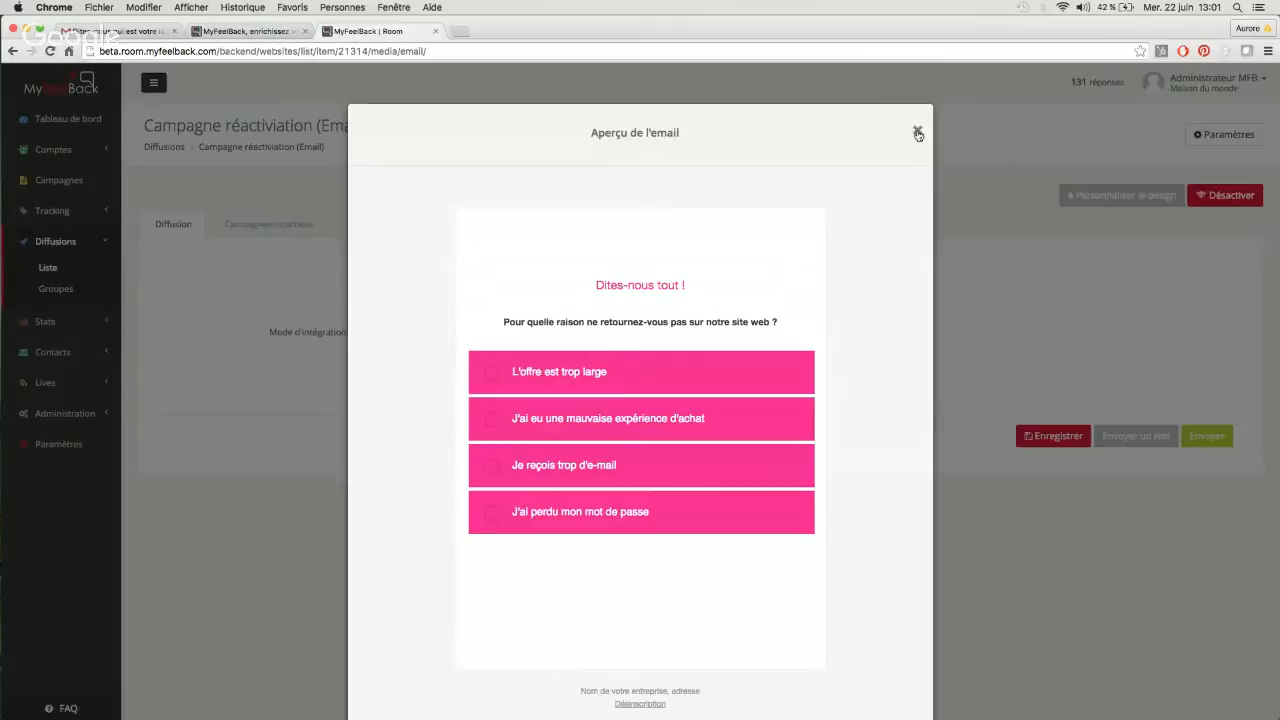 Chrome Fichier Modifier Afficher Historique Favoris Personnes Fenêtre Aide 42 % Mer. 22 juin 13:01
Google
MyFeelBack, enrichissez v
MyFeelBack | Room
Aurore
beta.room.myfeelback.com/backend/websites/list/item/21314/media/email/
MyFeelBack
131 réponses
Administrateur MFB
Maison du monde
Tableau de bord
Comptes
Campagnes
Tracking
Diffusions
Liste
Groupes
Stats
Contacts
Lives
Administration
Paramètres
FAQ
Campagne réactiviation (Ema
Diffusions Campagne réactiviation (Email)
Paramètres
Personnaliser le design
Désactiver
Diffusion
Mode d'intégration
Enregistrer
Envoyer un test
Envoyer
Aperçu de l'email
Dites-nous tout !
Pour quelle raison ne retournez-vous pas sur notre site web ?
L'offre est trop large
J'ai eu une mauvaise expérience d'achat
Je reçois trop d'e-mail
J'ai perdu mon mot de passe
Nom de votre entreprise, adresse
Désinscription